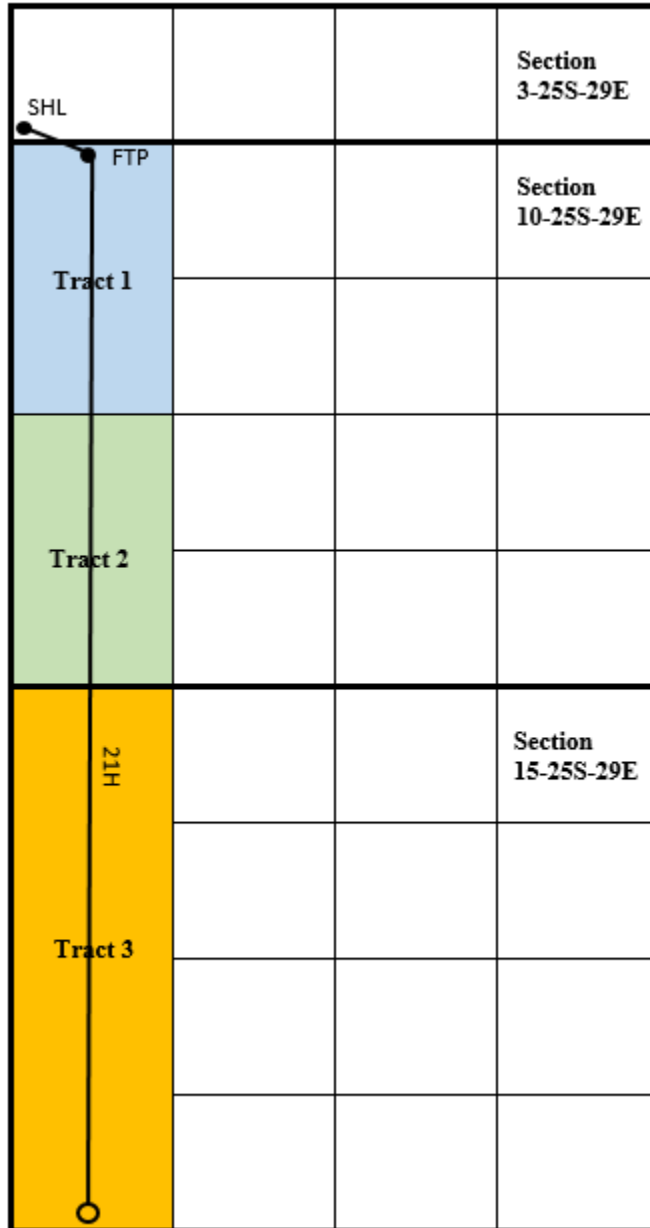 Section
3-25S-29E
SHL
FTP
Section
10-25S-29E
Tract 1
Tract 2
21H
Section
15-25S-29E
Tract 3